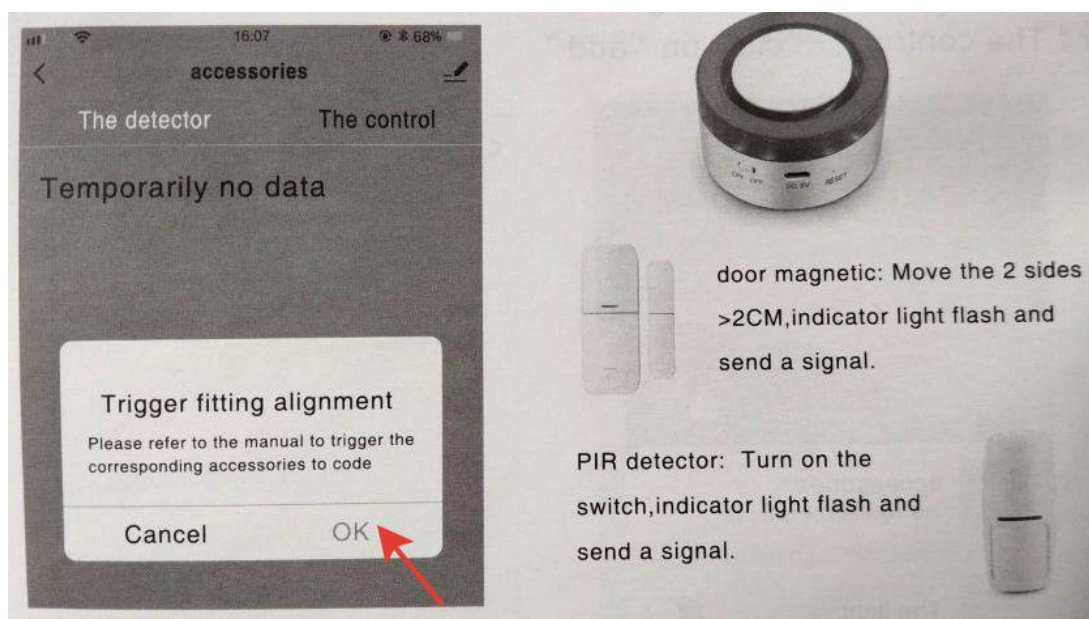 16:07
68%
accessories
The detector
The control
Temporarily no data
Trigger fitting alignment
Please refer to the manual to trigger the
corresponding accessories to code
Cancel
OK
ON OFF
DC 5V
RESET
door magnetic: Move the 2 sides
>2CM,indicator light flash and
send a signal.
PIR detector: Turn on the
switch,indicator light flash and
send a signal.